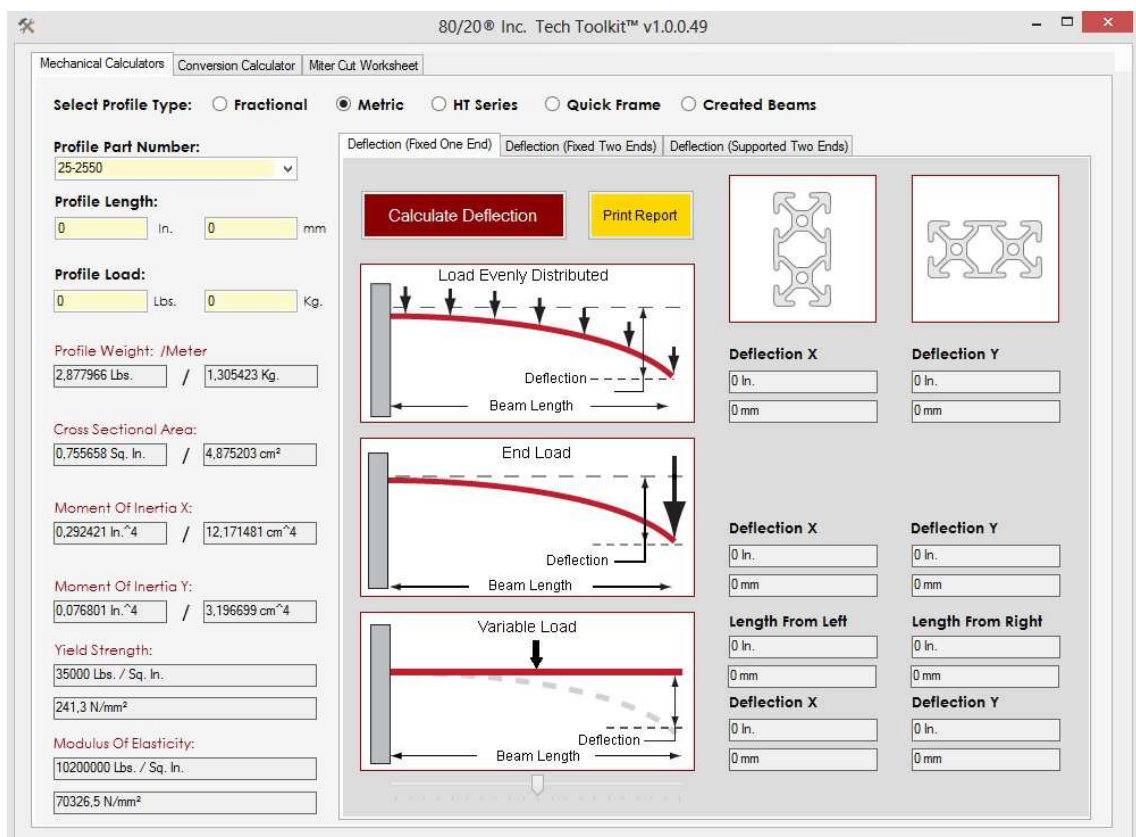 80/20® Inc. Tech Toolkit™ v1.0.0.49
Mechanical Calculators Conversion Calculator Miter Cut Worksheet
Select Profile Type: Fractional Metric HT Series Quick Frame Created Beams
Profile Part Number:
25-2550
Profile Length:
0 In. 0 mm
Profile Load:
0 Lbs. 0 Kg.
Profile Weight: /Meter
2,877966 Lbs. / 1,305423 Kg.
Cross Sectional Area:
0,755658 Sq. In. / 4,875203 cm²
Moment Of Inertia X:
0,292421 In.^4 / 12,171481 cm^4
Moment Of Inertia Y:
0,076801 In.^4 / 3,196699 cm^4
Yield Strength:
35000 Lbs. / Sq. In.
241,3 N/mm²
Modulus Of Elasticity:
10200000 Lbs. / Sq. In.
70326,5 N/mm²
Deflection (Fixed One End) Deflection (Fixed Two Ends) Deflection (Supported Two Ends)
Calculate Deflection Print Report
Load Evenly Distributed
Deflection
Beam Length
Deflection X Deflection Y
0 In. 0 In.
0 mm 0 mm
End Load
Deflection
Beam Length
Deflection X Deflection Y
0 In. 0 In.
0 mm 0 mm
Variable Load
Deflection
Beam Length
Length From Left Length From Right
0 In. 0 In.
0 mm 0 mm
Deflection X Deflection Y
0 In. 0 In.
0 mm 0 mm